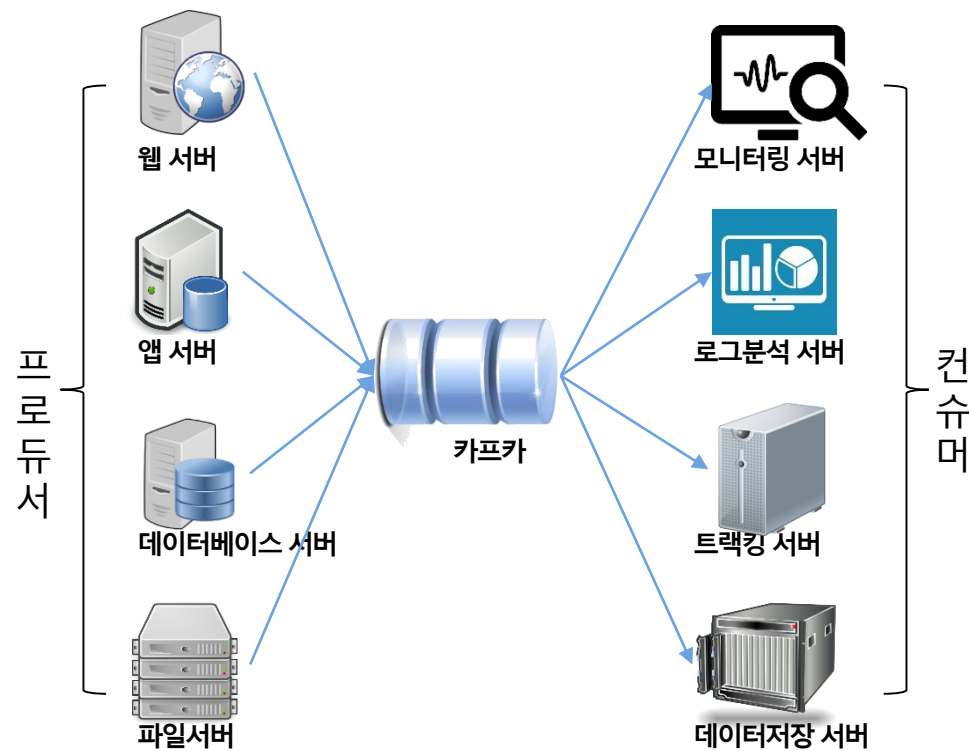 프로듀서
웹 서버
앱 서버
데이터베이스 서버
파일서버
카프카
모니터링 서버
로그분석 서버
트랙킹 서버
데이터저장 서버
컨슈머